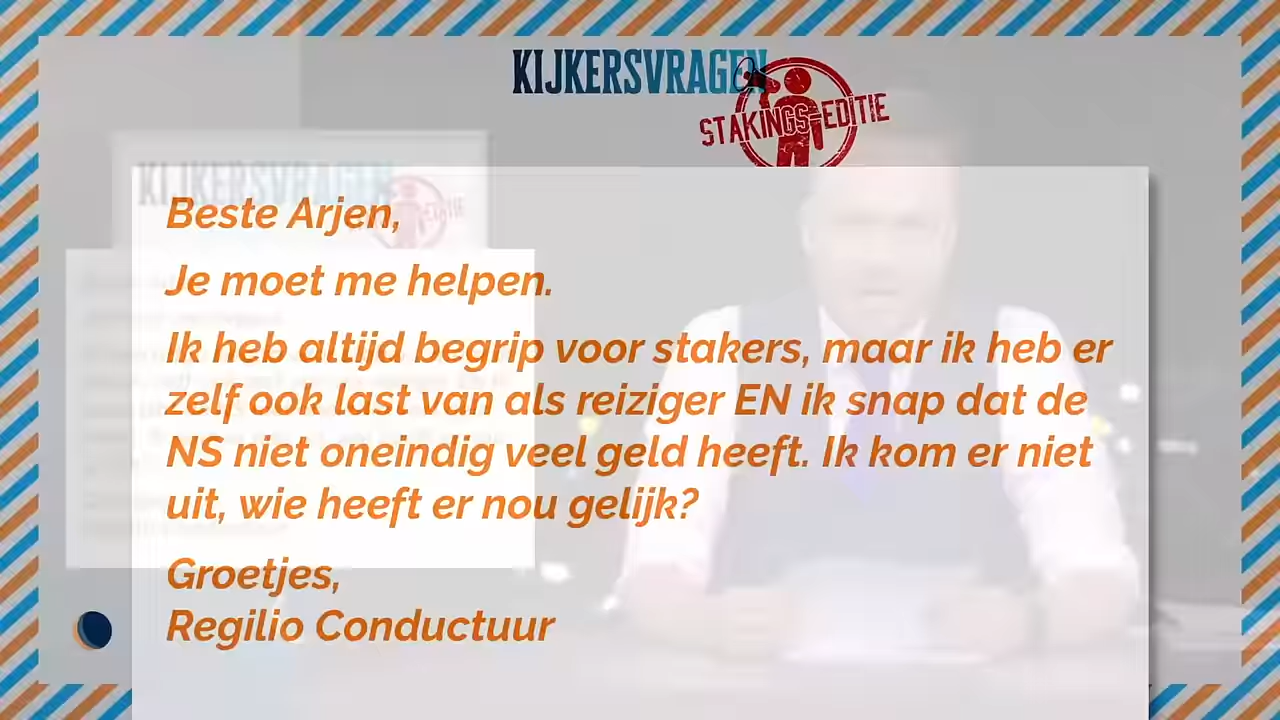 KIJKERSVRAGEN
STAKINGS-EDITIE
KIJKERSVRAGEN
EDITIE
Beste Arjen,
Je moet me helpen.
Ik heb altijd begrip voor stakers, maar ik heb er
zelf ook last van als reiziger EN ik snap dat de
NS niet oneindig veel geld heeft. Ik kom er niet
uit, wie heeft er nou gelijk?
Groetjes,
Regilio Conductuur